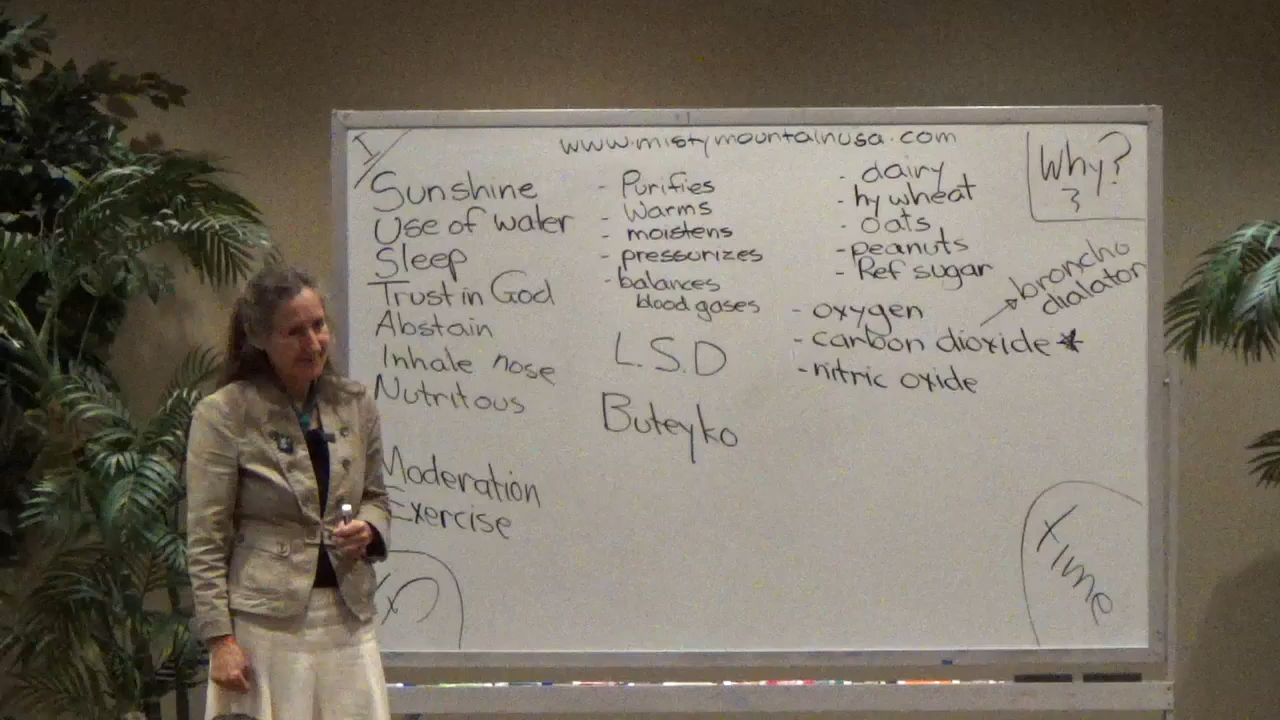 I
www.mistymountainusa.com
Why?
Sunshine
Use of water
Sleep
Trust in God
Abstain
Inhale nose
Nutritous
Moderation
Exercise
- Purifies
- Warms
- moistens
- pressurizes
- balances
blood gases
L.S.D
Buteyko
- dairy
- hy wheat
- oats
- peanuts
- Ref sugar
- oxygen
- carbon dioxide
- nitric oxide
broncho
dialator
Time